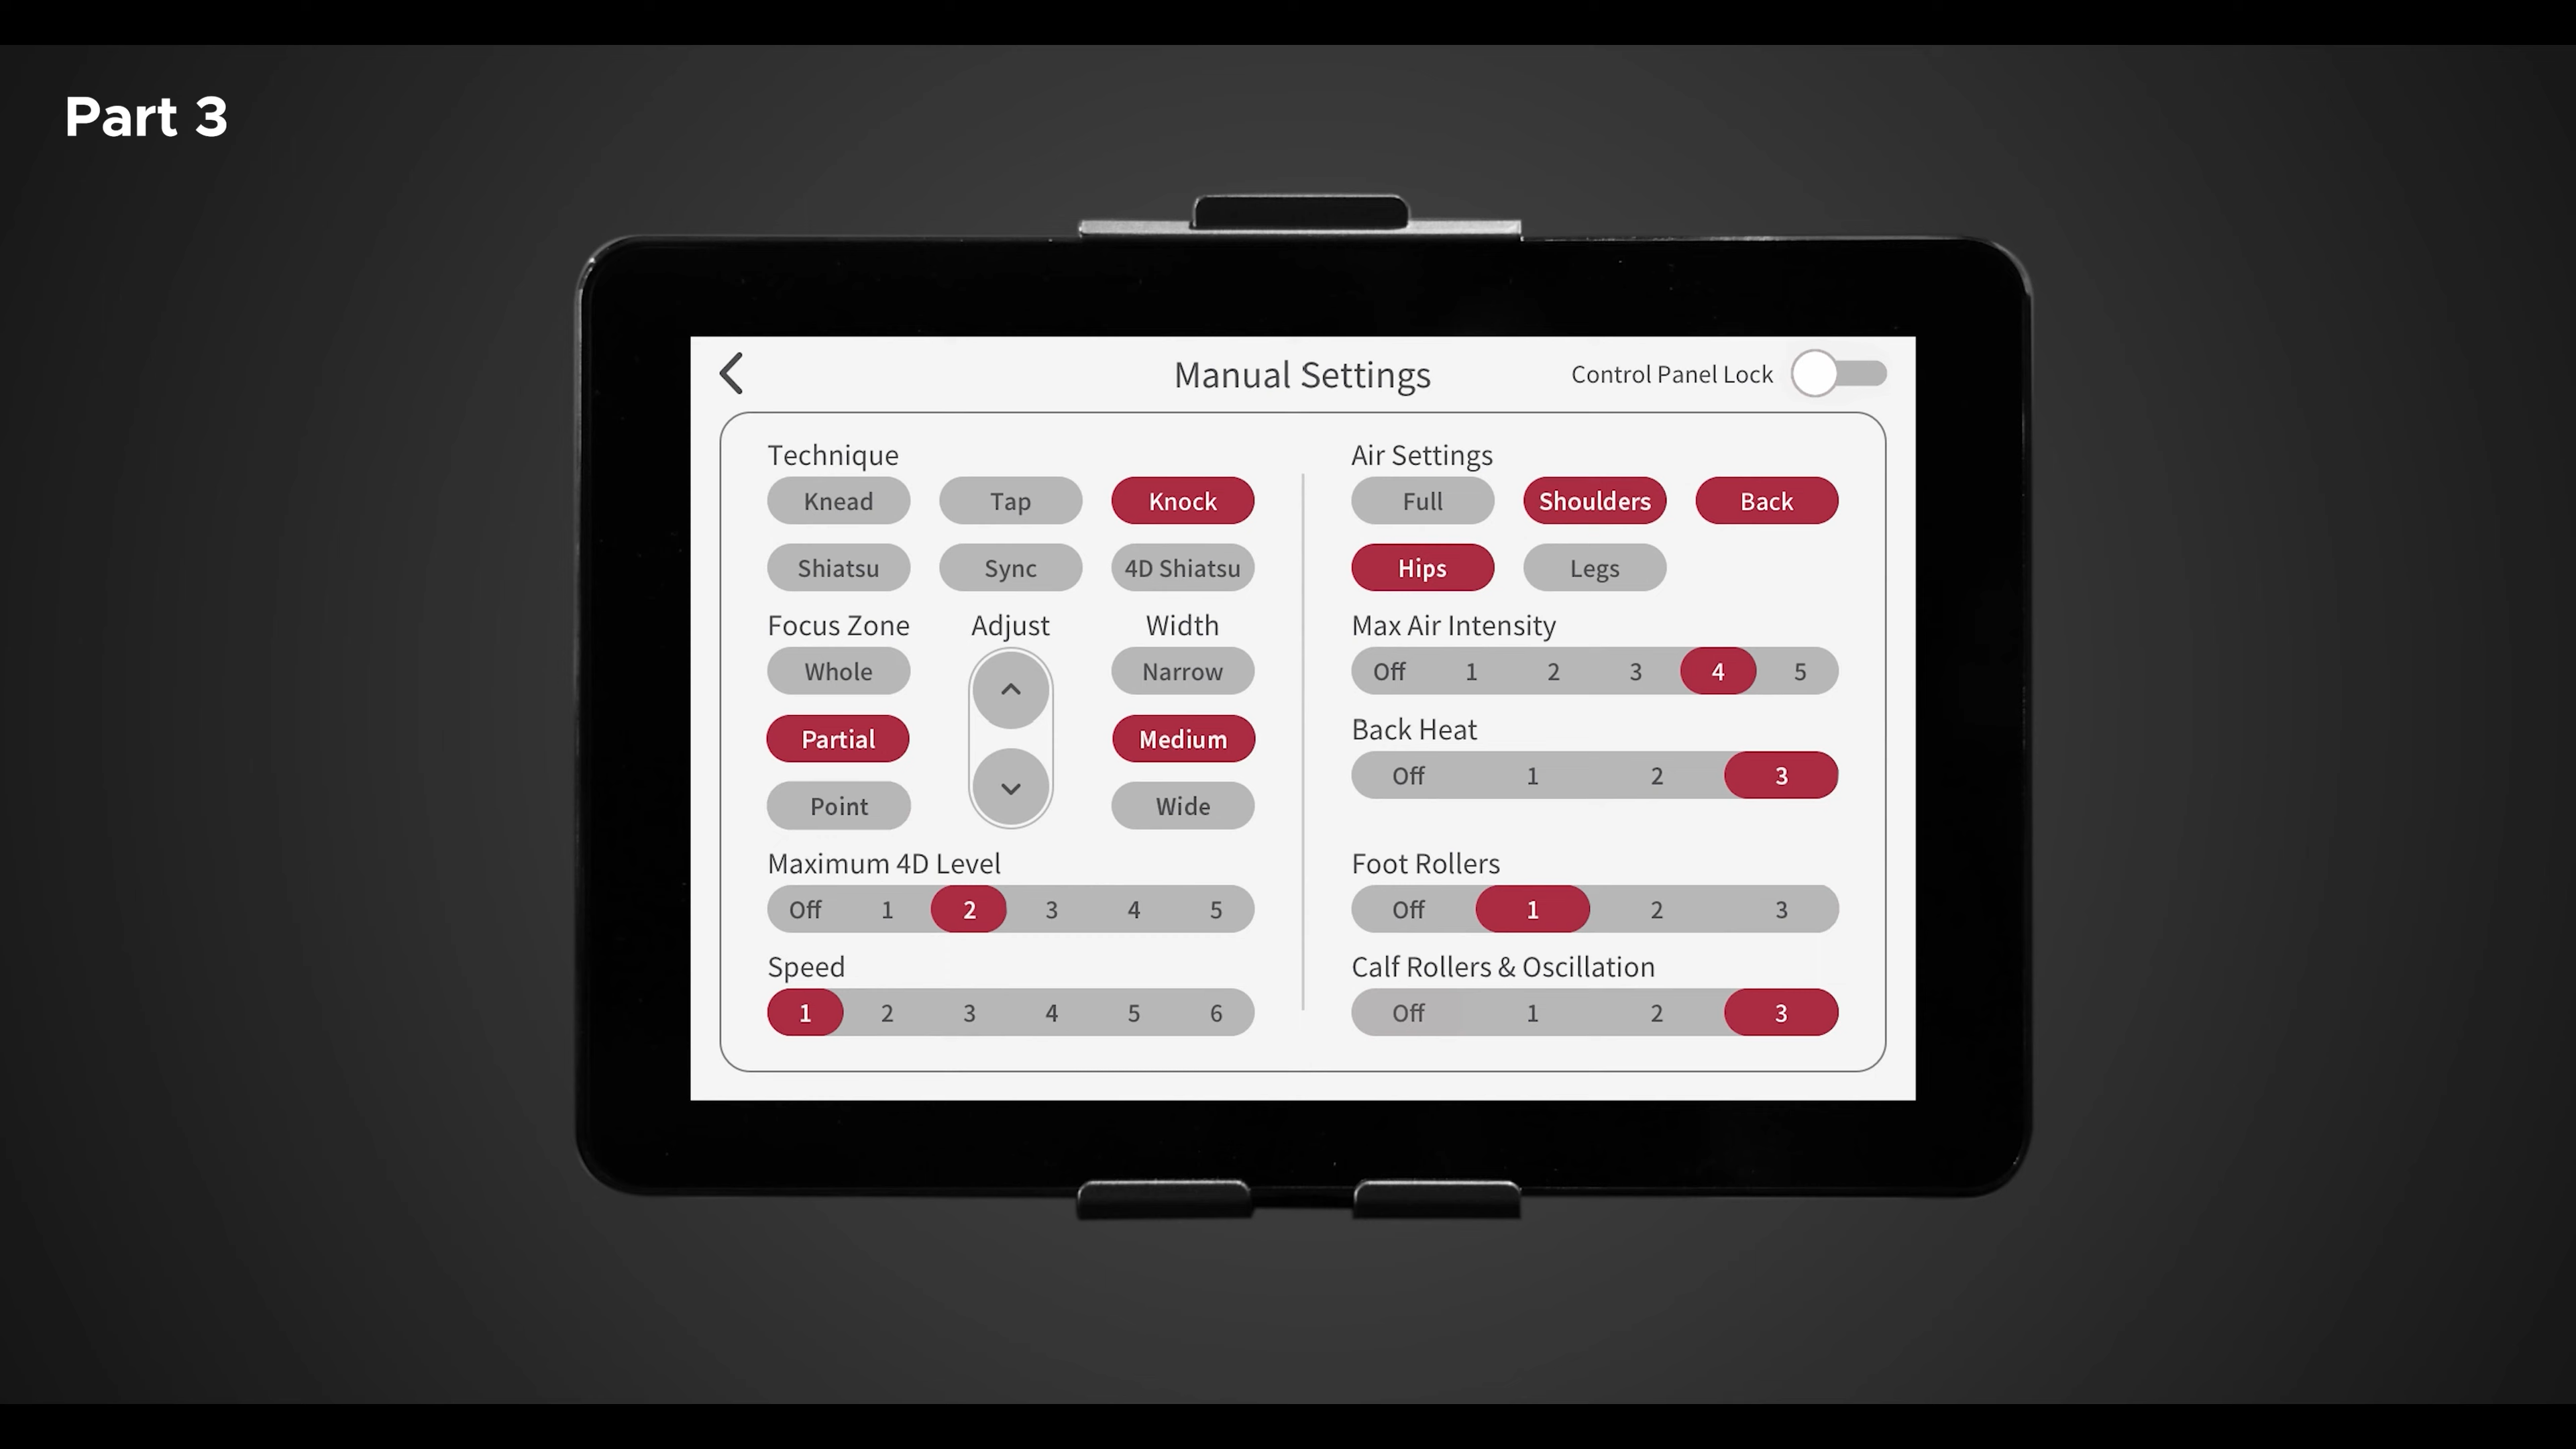 Part 3
Manual Settings
Control Panel Lock
Technique
Knead Tap Knock
Shiatsu Sync 4D Shiatsu
Focus Zone Adjust Width
Whole Narrow
Partial Medium
Point Wide
Maximum 4D Level
Off 1 2 3 4 5
Speed
1 2 3 4 5 6
Air Settings
Full Shoulders Back
Hips Legs
Max Air Intensity
Off 1 2 3 4 5
Back Heat
Off 1 2 3
Foot Rollers
Off 1 2 3
Calf Rollers & Oscillation
Off 1 2 3